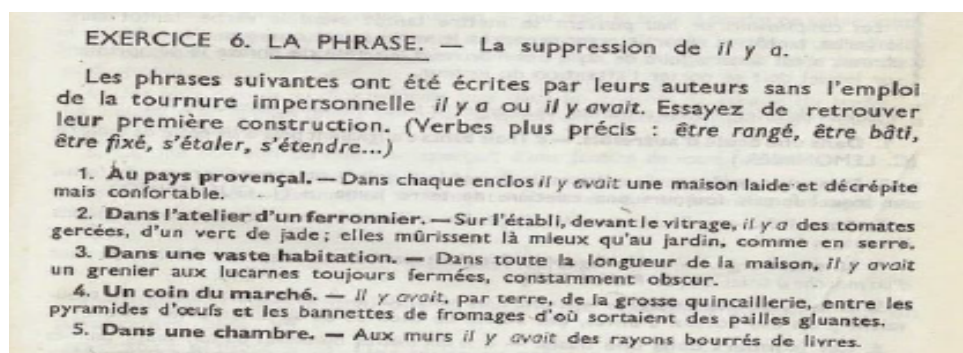 EXERCICE 6. LA PHRASE. — La suppression de il y a.
Les phrases suivantes ont été écrites par leurs auteurs sans l'emploi
de la tournure impersonnelle il y a ou il y avait. Essayez de retrouver
leur première construction. (Verbes plus précis : être rangé, être bâti,
être fixé, s'étaler, s'étendre...)
1. Au pays provençal. — Dans chaque enclos il y avait une maison laide et décrépite
mais confortable.
2. Dans l'atelier d'un ferronnier. — Sur l'établi, devant le vitrage, il y a des tomates
gercées, d'un vert de jade ; elles mûrissent là mieux qu'au jardin, comme en serre.
3. Dans une vaste habitation. — Dans toute la longueur de la maison, il y avait
un grenier aux lucarnes toujours fermées, constamment obscur.
4. Un coin du marché. — Il y avait, par terre, de la grosse quincaillerie, entre les
pyramides d'œufs et les bannettes de fromages d'où sortaient des pailles gluantes.
5. Dans une chambre. — Aux murs il y avait des rayons bourrés de livres.